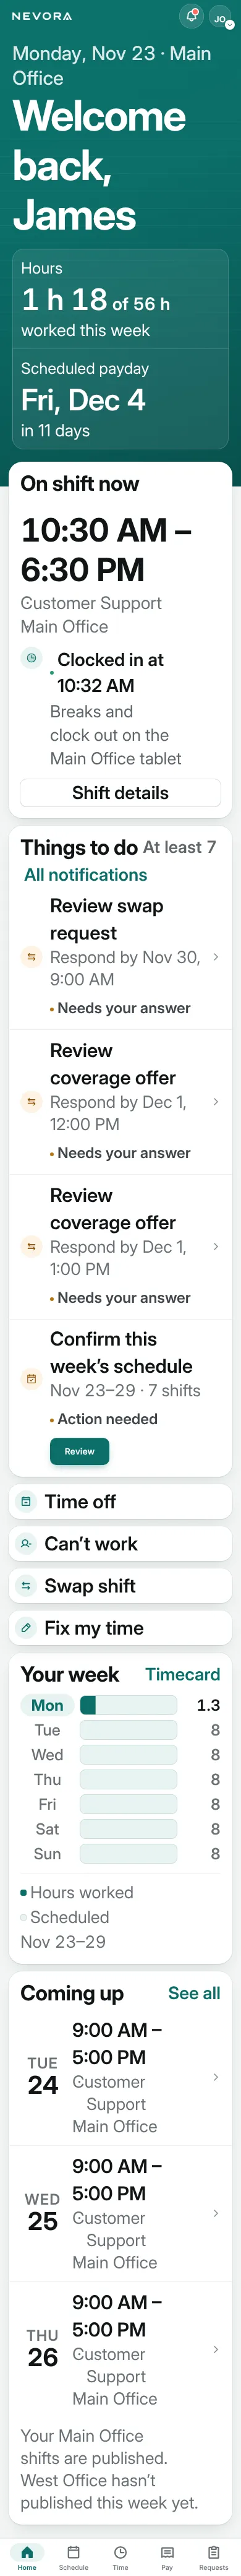 NEVORA
JO
Monday, Nov 23 · Main
Office
Welcome
back,
James
Hours
1 h 18 of 56 h
worked this week
Scheduled payday
Fri, Dec 4
in 11 days
On shift now
10:30 AM –
6:30 PM
Customer Support
Main Office
Clocked in at
10:32 AM
Breaks and
clock out on the
Main Office tablet
Shift details
Things to do At least 7
All notifications
Review swap
request
Respond by Nov 30,
9:00 AM
Needs your answer
Review
coverage offer
Respond by Dec 1,
12:00 PM
Needs your answer
Review
coverage offer
Respond by Dec 1,
1:00 PM
Needs your answer
Confirm this
week’s schedule
Nov 23–29 · 7 shifts
Action needed
Review
Time off
Can’t work
Swap shift
Fix my time
Your week Timecard
Mon 1.3
Tue 8
Wed 8
Thu 8
Fri 8
Sat 8
Sun 8
Hours worked
Scheduled
Nov 23–29
Coming up See all
TUE
24
9:00 AM –
5:00 PM
Customer
Support
Main Office
WED
25
9:00 AM –
5:00 PM
Customer
Support
Main Office
THU
26
9:00 AM –
5:00 PM
Customer
Support
Main Office
Your Main Office
shifts are published.
West Office hasn’t
published this week yet.
Home Schedule Time Pay Requests